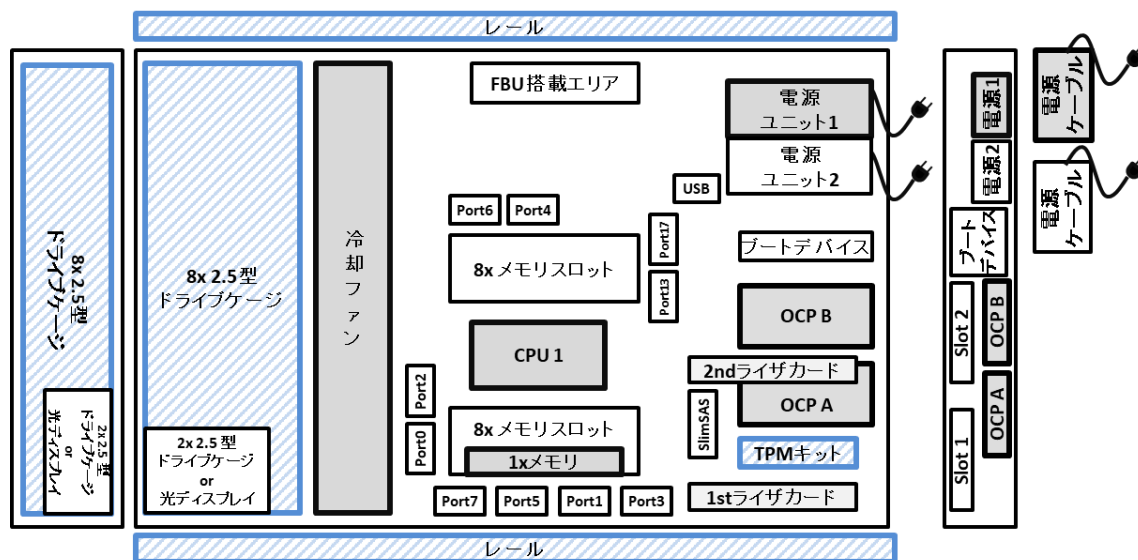 レール
8x 2.5 型
ドライブケージ
2x 2.5 型
ドライブケージ
or
光ディスプレイ
8x 2.5 型
ドライブケージ
2x 2.5 型
ドライブケージ
or
光ディスプレイ
冷却ファン
FBU 搭載エリア
電源
ユニット1
電源
ユニット2
USB
Port6
Port4
Port17
Port13
8x メモリスロット
ブートデバイス
CPU 1
OCP B
2ndライザカード
OCP A
Port2
Port0
SlimSAS
8x メモリスロット
1xメモリ
TPMキット
Port7
Port5
Port1
Port3
1stライザカード
電源1
電源2
ブート
デバイス
Slot 2
OCP B
Slot 1
OCP A
電源
ケーブル
電源
ケーブル
レール